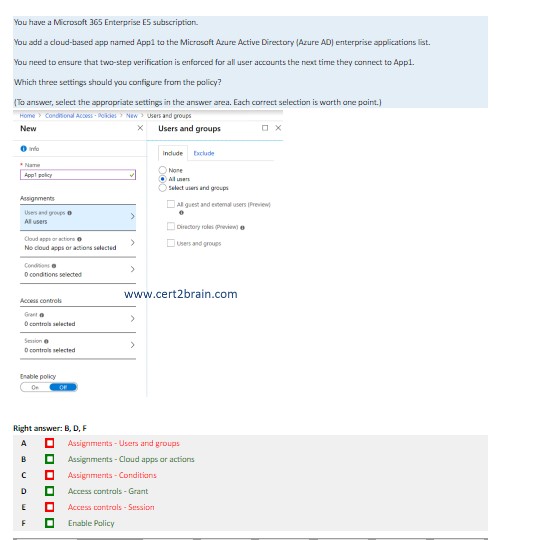 You have a Microsoft 365 Enterprise E5 subscription.
You add a cloud-based app named App1 to the Microsoft Azure Active Directory (Azure AD) enterprise applications list.
You need to ensure that two-step verification is enforced for all user accounts the next time they connect to App1.
Which three settings should you configure from the policy?
(To answer, select the appropriate settings in the answer area. Each correct selection is worth one point.)
Home > Conditional Access - Policies > New > Users and groups
New
Users and groups
Info
* Name
App1 policy
Assignments
Users and groups
All users
Cloud apps or actions
No cloud apps or actions selected
Conditions
0 conditions selected
Access controls
Grant
0 controls selected
Session
0 controls selected
Enable policy
On Off
Include Exclude
None
All users
Select users and groups
All guest and external users (Preview)
Directory roles (Preview)
Users and groups
www.cert2brain.com
Right answer: B, D, F
A Assignments - Users and groups
B Assignments - Cloud apps or actions
C Assignments - Conditions
D Access controls - Grant
E Access controls - Session
F Enable Policy